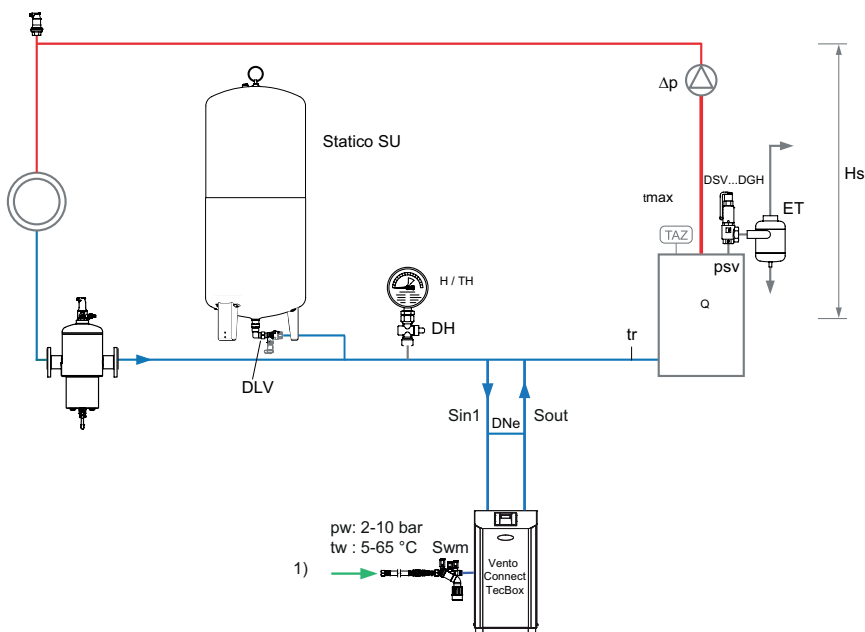 Δp
Hs
Statico SU
DSV...DGH
tmax
ET
TAZ
psv
H / TH
Q
DH
tr
DLV
Sin1
Sout
DNe
pw: 2-10 bar
tw : 5-65 °C
Swm
1)
Vento
Connect
TecBox